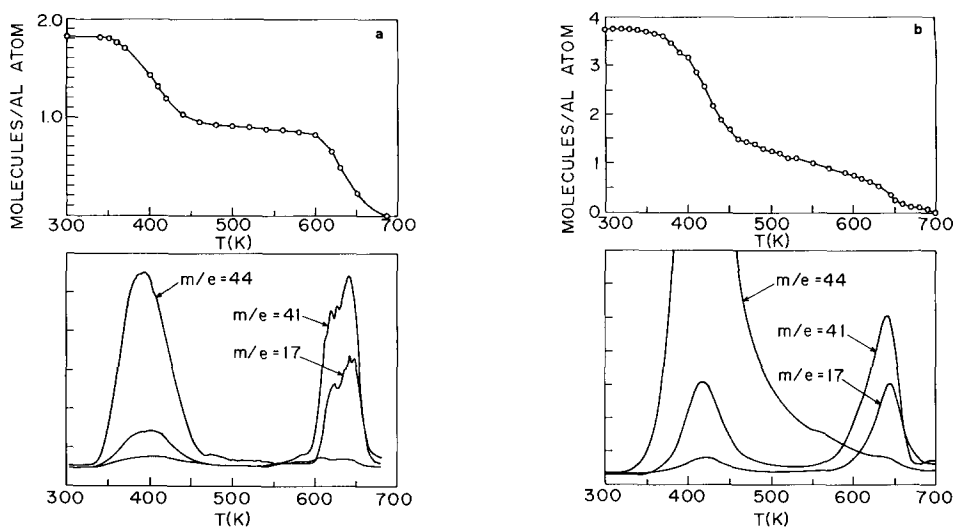 a
MOLECULES/AL ATOM
2.0
1.0
300 400 500 600 700
T(K)
m/e=44
m/e=41
m/e=17
300 400 500 600 700
T(K)
b
MOLECULES/AL ATOM
4
3
2
1
0
300 400 500 600 700
T(K)
m/e=44
m/e=41
m/e=17
300 400 500 600 700
T(K)